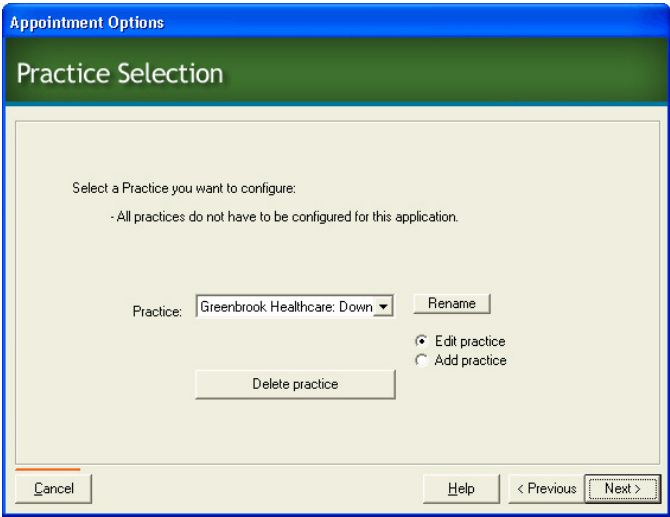 Appointment Options
Practice Selection
Select a Practice you want to configure:
- All practices do not have to be configured for this application.
Practice: Greenbrook Healthcare: Down Rename
Edit practice
Add practice
Delete practice
Cancel Help < Previous Next >